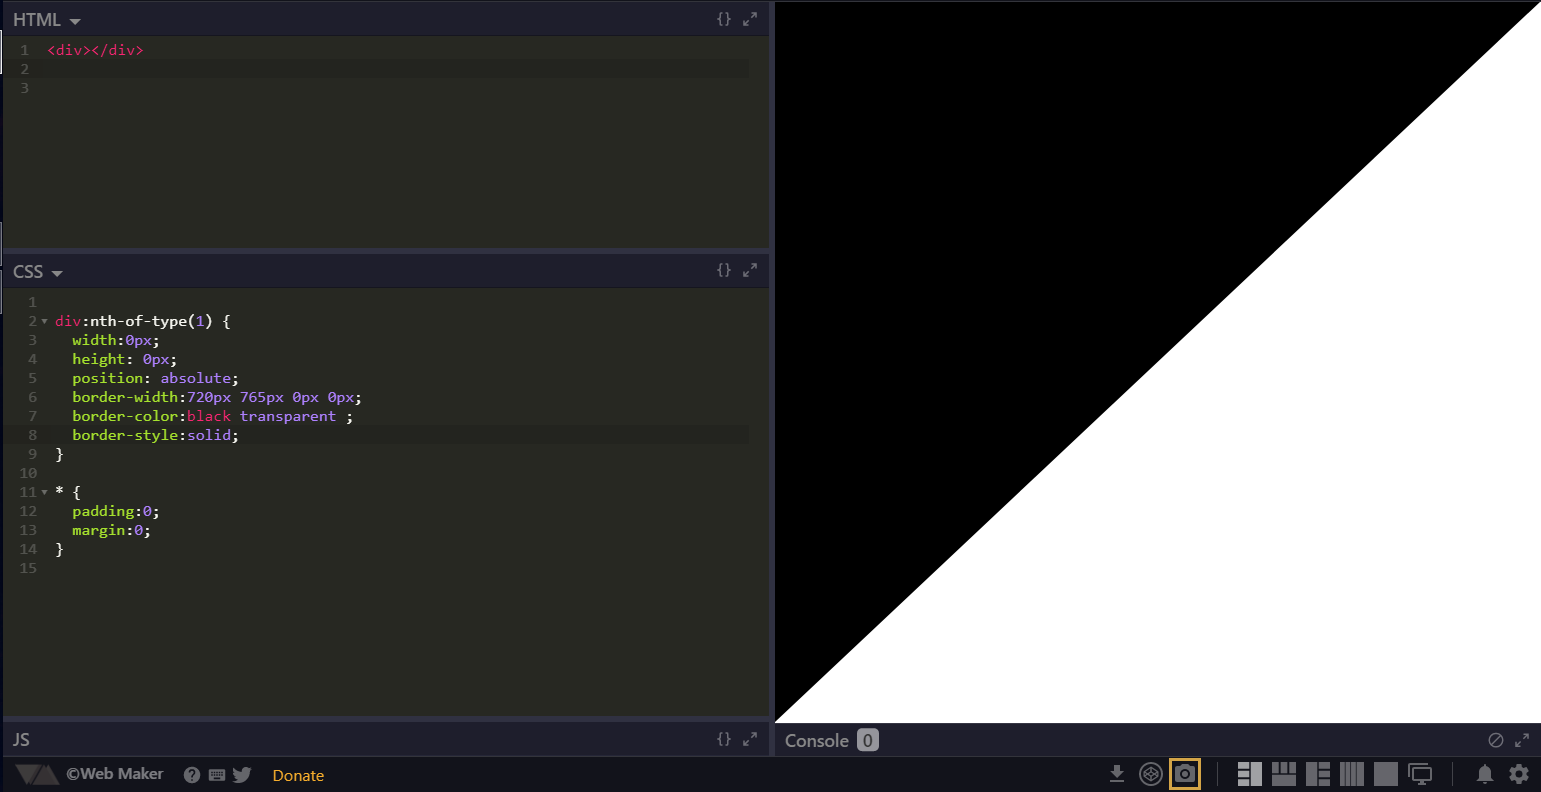 HTML
{}
1 <div></div>
2
3
CSS
{}
1
2 div:nth-of-type(1) {
3 width:0px;
4 height: 0px;
5 position: absolute;
6 border-width:720px 765px 0px 0px;
7 border-color:black transparent ;
8 border-style:solid;
9 }
10
11 * {
12 padding:0;
13 margin:0;
14 }
15
JS
{}
Console 0
©Web Maker
?
Donate